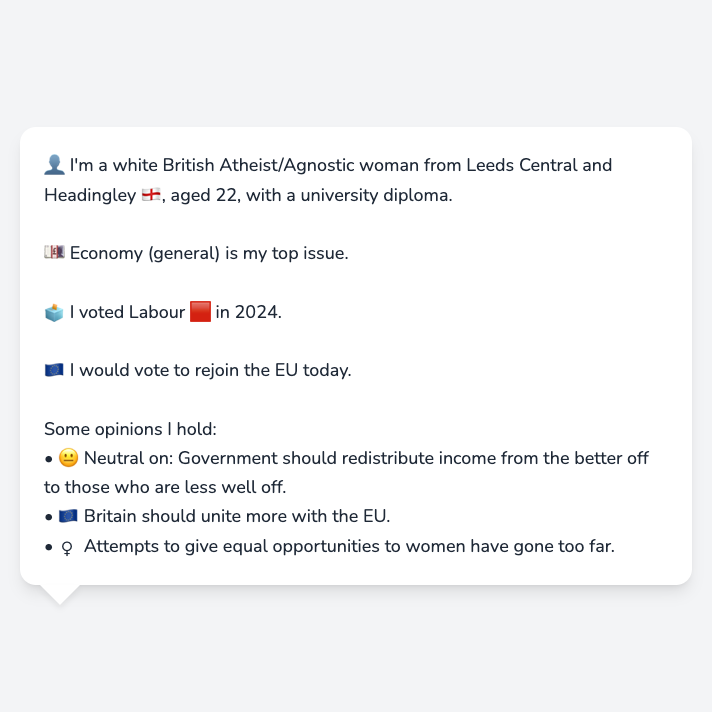 👤 I'm a white British Atheist/Agnostic woman from Leeds Central and
Headingley 🏴󠁧󠁢󠁥󠁮󠁧󠁿, aged 22, with a university diploma.
💷 Economy (general) is my top issue.
🗳️ I voted Labour 🟥 in 2024.
🇪🇺 I would vote to rejoin the EU today.
Some opinions I hold:
• 😐 Neutral on: Government should redistribute income from the better off
to those who are less well off.
• 🇪🇺 Britain should unite more with the EU.
• ♀ Attempts to give equal opportunities to women have gone too far.